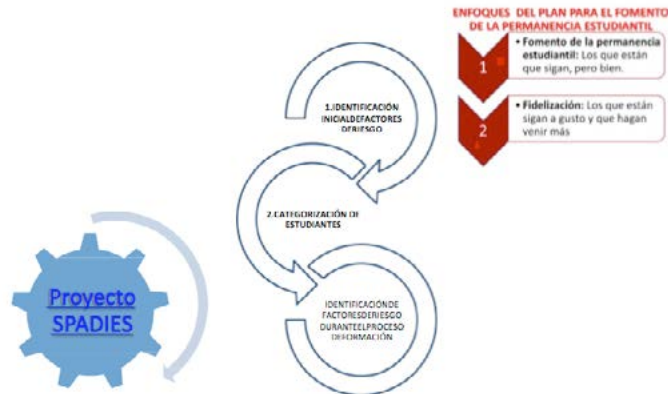 ENFOQUES DEL PLAN PARA EL FOMENTO
DE LA PERMANENCIA ESTUDIANTIL
1
• Fomento de la permanencia
estudiantil: Los que están
que sigan, pero bien.
2
• Fidelización: Los que están
sigan a gusto y que hagan
venir más
1.IDENTIFICACIÓN
INICIALDEFACTORES
DERIESGO
2.CATEGORIZACIÓN DE
ESTUDIANTES
IDENTIFICACIÓNDE
FACTORESDERIESGO
DURANTEELPROCESO
DEFORMACIÓN
Proyecto
SPADIES